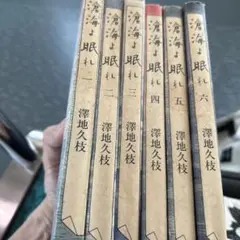 滄海よ眠れ 一 澤地久枝
滄海よ眠れ 二 澤地久枝
滄海よ眠れ 三 澤地久枝
滄海よ眠れ 四 澤地久枝
滄海よ眠れ 五 澤地久枝
滄海よ眠れ 六 澤地久枝